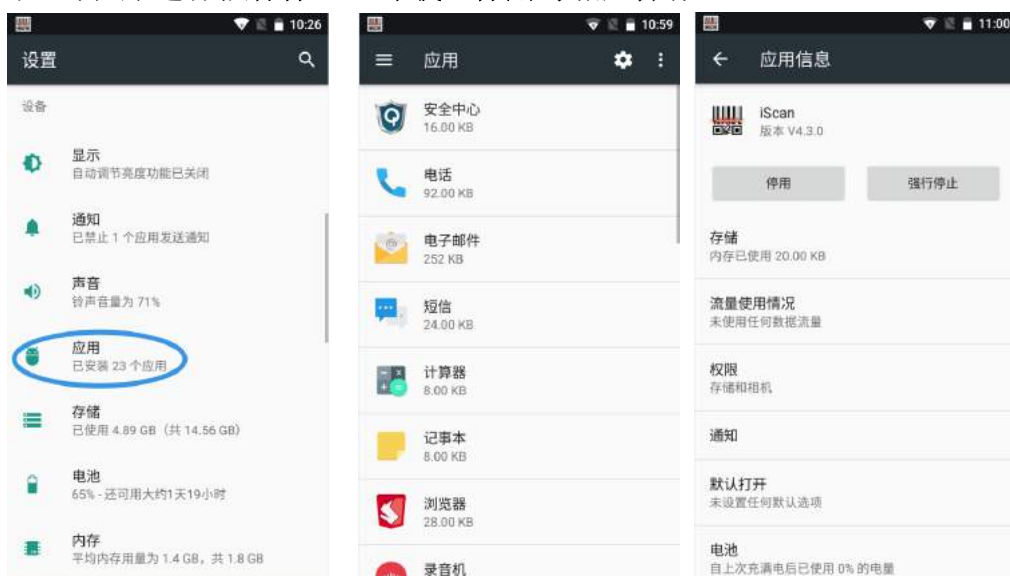 10:26
设置
设备
显示
自动调节亮度功能已关闭
通知
已禁止 1 个应用发送通知
声音
铃声音量为 71%
应用
已安装 23 个应用
存储
已使用 4.89 GB（共 14.56 GB）
电池
65% - 还可用大约1天19小时
内存
平均内存用量为 1.4 GB，共 1.8 GB
10:59
应用
安全中心
16.00 KB
电话
92.00 KB
电子邮件
252 KB
短信
24.00 KB
计算器
8.00 KB
记事本
8.00 KB
浏览器
28.00 KB
录音机
11:00
应用信息
iScan
版本 V4.3.0
停用
强行停止
存储
内存已使用 20.00 KB
流量使用情况
未使用任何数据流量
权限
存储和相机
通知
默认打开
未设置任何默认选项
电池
自上次充满电后已使用 0% 的电量